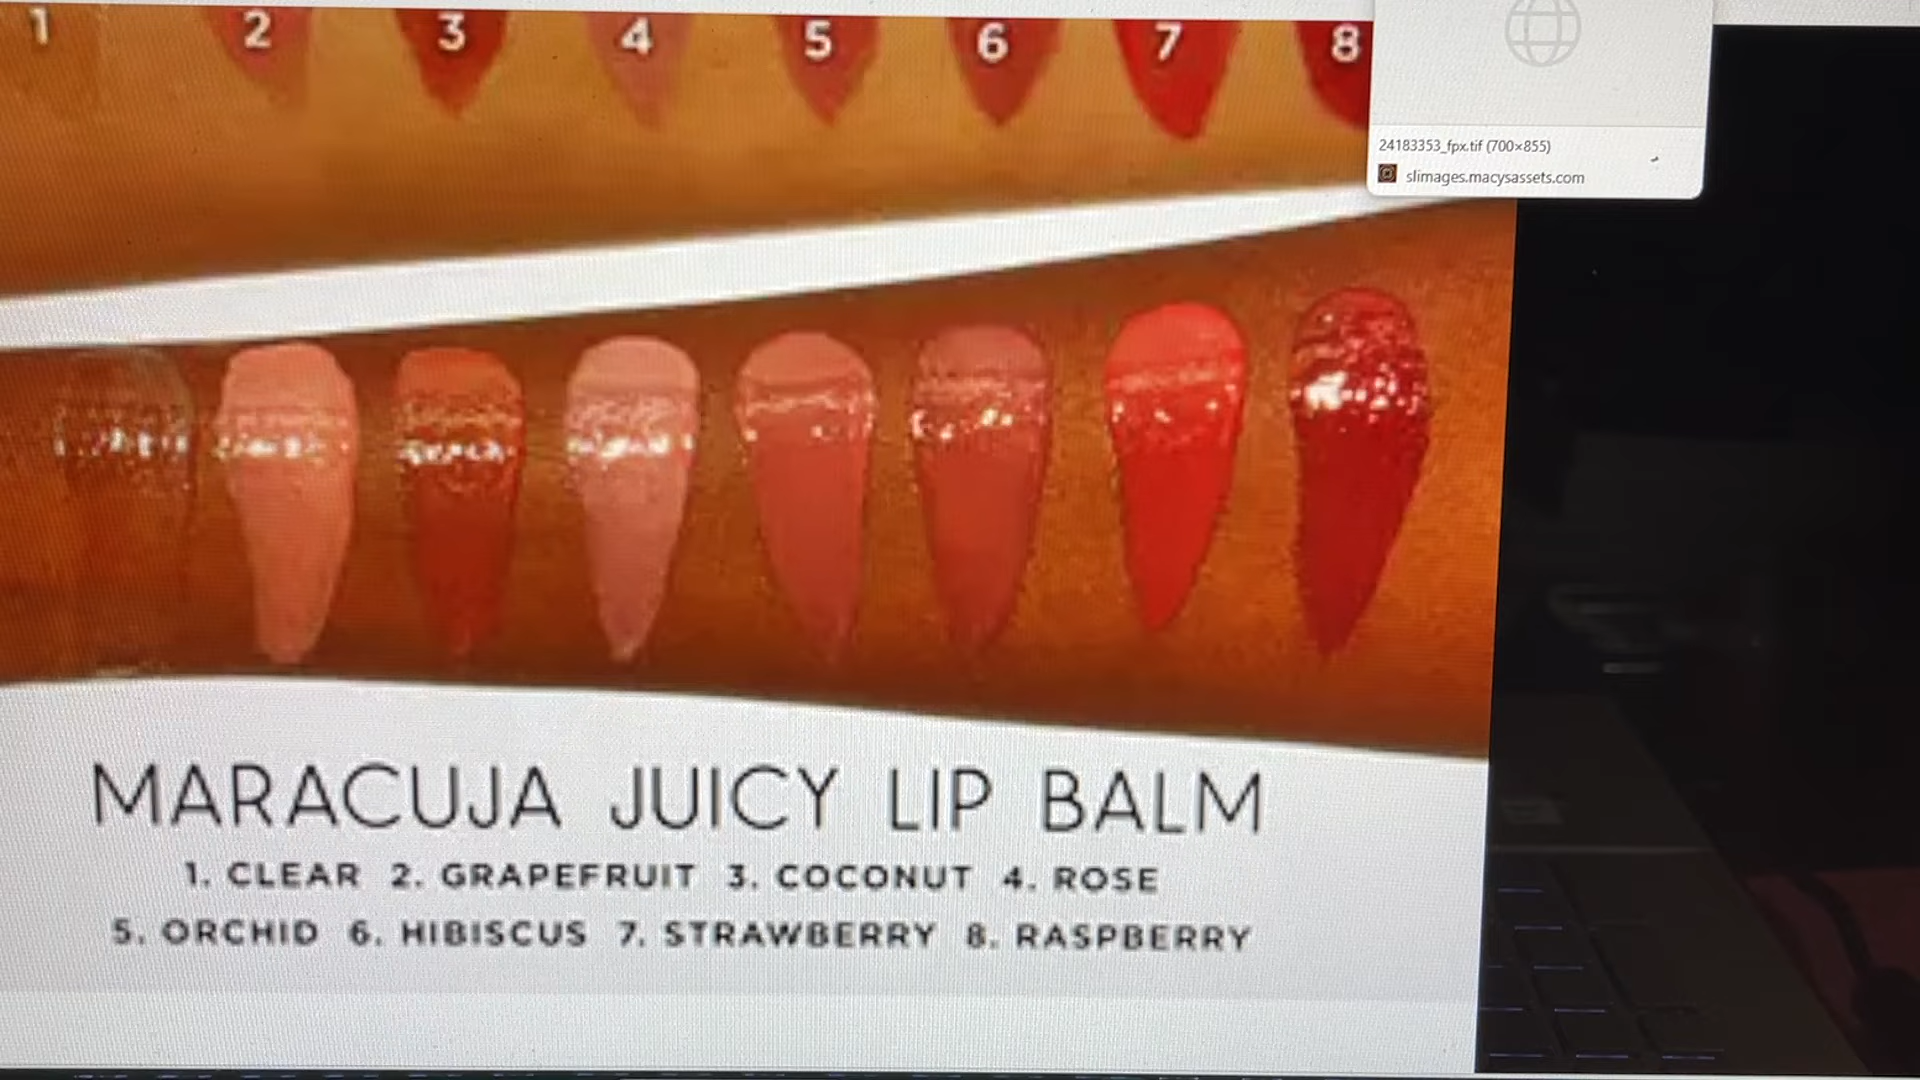 1 2 3 4 5 6 7 8
24183353_fpx.tif (700×855)
slimages.macysassets.com
MARACUJA JUICY LIP BALM
1. CLEAR 2. GRAPEFRUIT 3. COCONUT 4. ROSE
5. ORCHID 6. HIBISCUS 7. STRAWBERRY 8. RASPBERRY